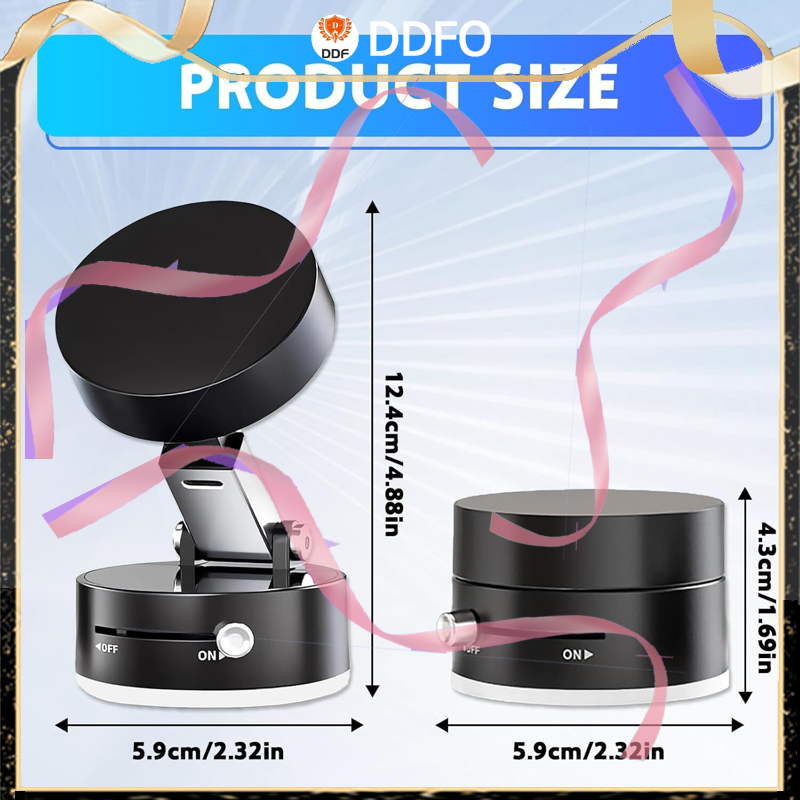 DDF
DDFO
PRODUCT SIZE
12.4cm/4.88in
4.3cm/1.69in
◀OFF
ON▶
OFF
ON▶
5.9cm/2.32in
5.9cm/2.32in